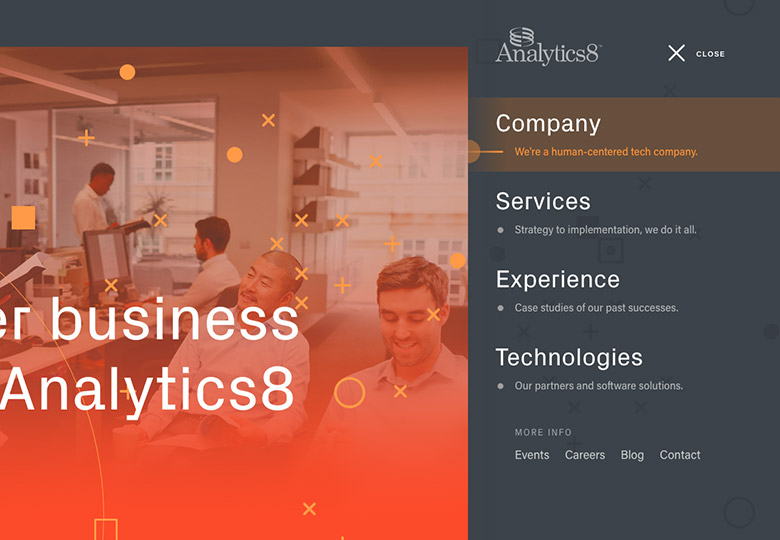 Analytics8™
CLOSE
Company
We're a human-centered tech company.
Services
Strategy to implementation, we do it all.
er business
Analytics8
Experience
Case studies of our past successes.
Technologies
Our partners and software solutions.
MORE INFO
Events Careers Blog Contact